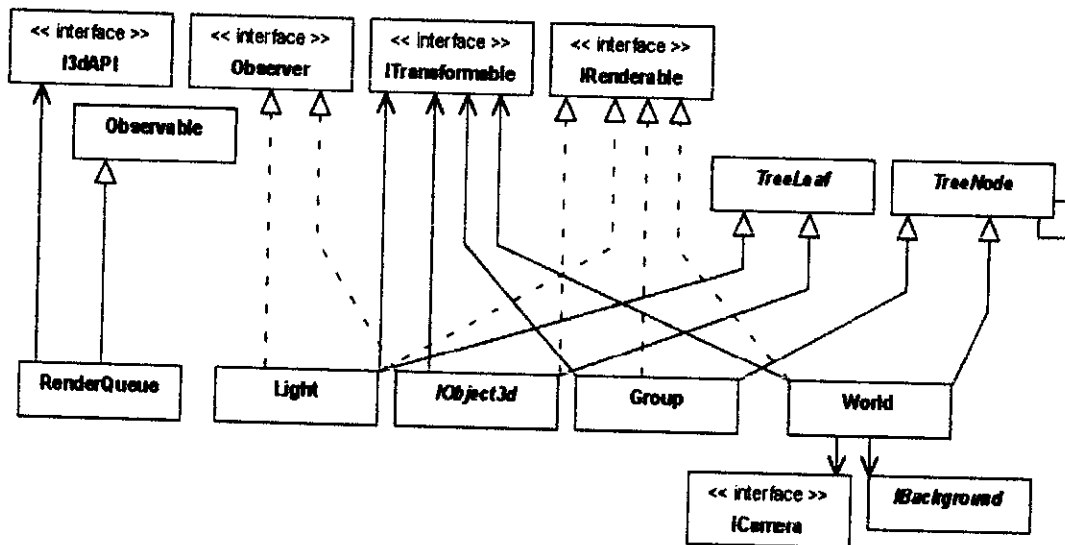 << interface >>
I3dAPI
<< interface >>
Observer
<< interface >>
ITransformable
<< interface >>
IRenderable
Observable
TreeLeaf
TreeNode
RenderQueue
Light
IObject3d
Group
World
<< interface >>
ICamera
IBackground